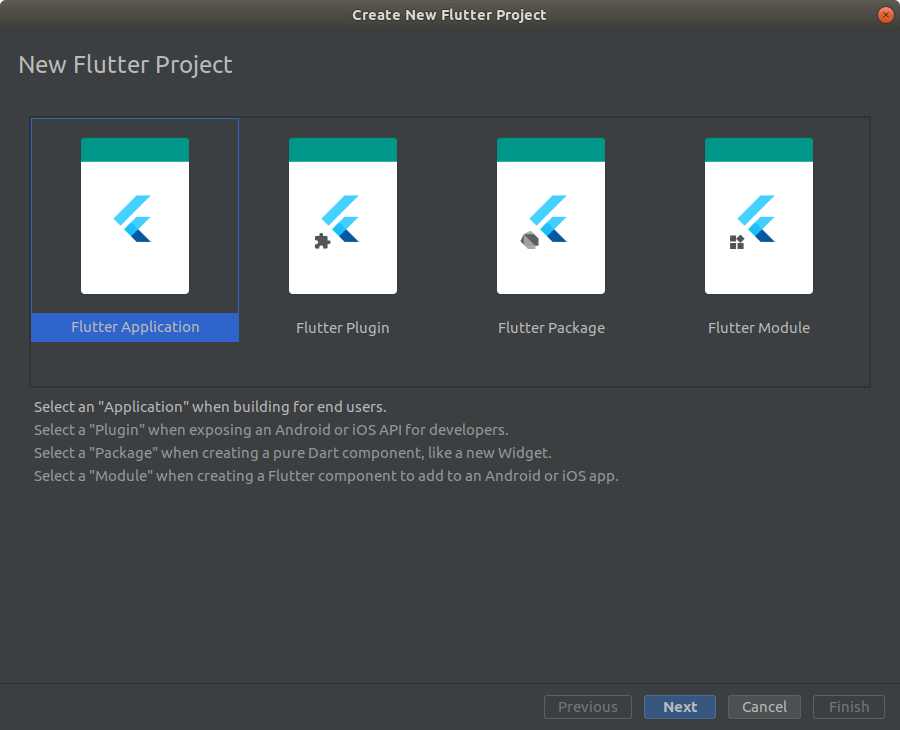 Create New Flutter Project
New Flutter Project
Flutter Application
Flutter Plugin
Flutter Package
Flutter Module
Select an "Application" when building for end users.
Select a "Plugin" when exposing an Android or iOS API for developers.
Select a "Package" when creating a pure Dart component, like a new Widget.
Select a "Module" when creating a Flutter component to add to an Android or iOS app.
Previous
Next
Cancel
Finish